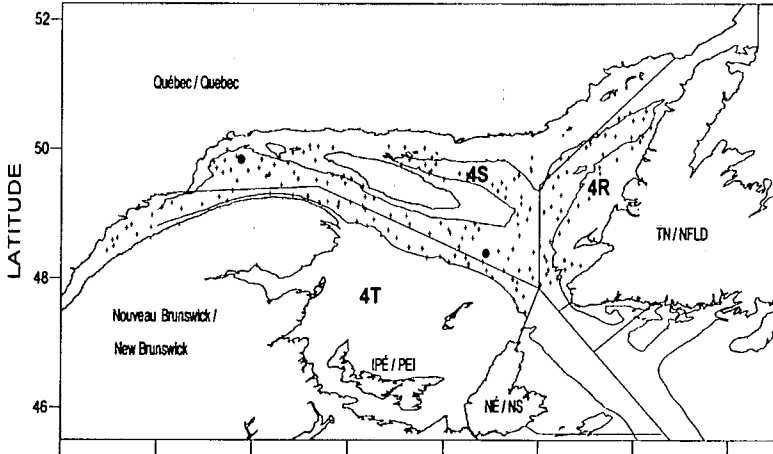 52
Québec / Quebec
50
4S
4R
LATITUDE
TN / NFLD
48
4T
Nouveau Brunswick /
New Brunswick
IPÉ / PEI
NÉ / NS
46